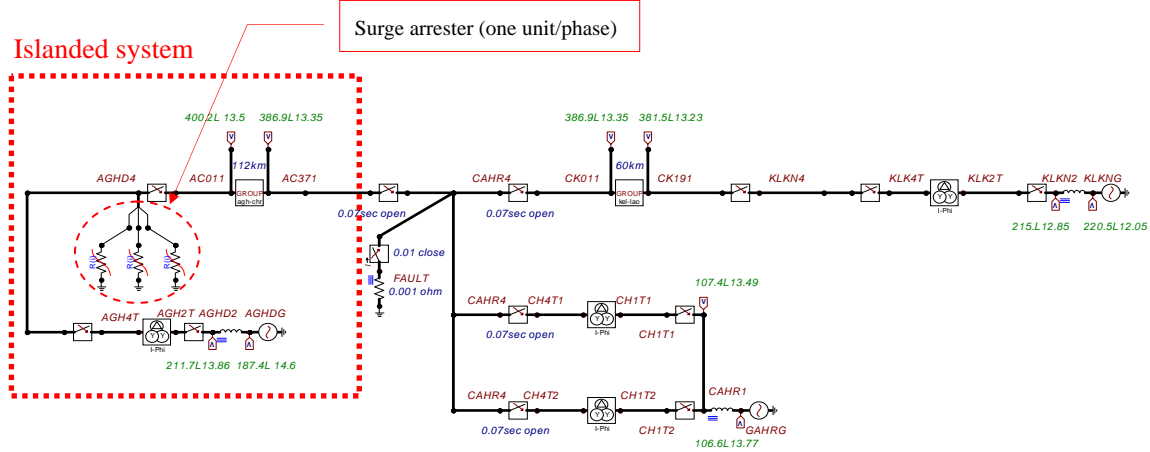 Surge arrester (one unit/phase)
Islanded system
400.2L 13.5
386.9L13.35
386.9L13.35
381.5L13.23
112km
60km
AGHD4
AC011
GROUP
agh-chr
AC371
CAHR4
CK011
GROUP
kel-lao
CK191
KLKN4
KLK4T
I-Phi
KLK2T
KLKN2
KLKNG
0.07sec open
0.07sec open
215.L12.85
220.5L12.05
R(i)
R(i)
R(i)
0.01 close
FAULT
0.001 ohm
107.4L13.49
AGH4T
AGH2T
AGHD2
AGHDG
I-Phi
211.7L13.86
187.4L 14.6
CAHR4
CH4T1
CH1T1
I-Phi
CH1T1
0.07sec open
CAHR4
CH4T2
CH1T2
I-Phi
CH1T2
CAHR1
GAHRG
0.07sec open
106.6L13.77